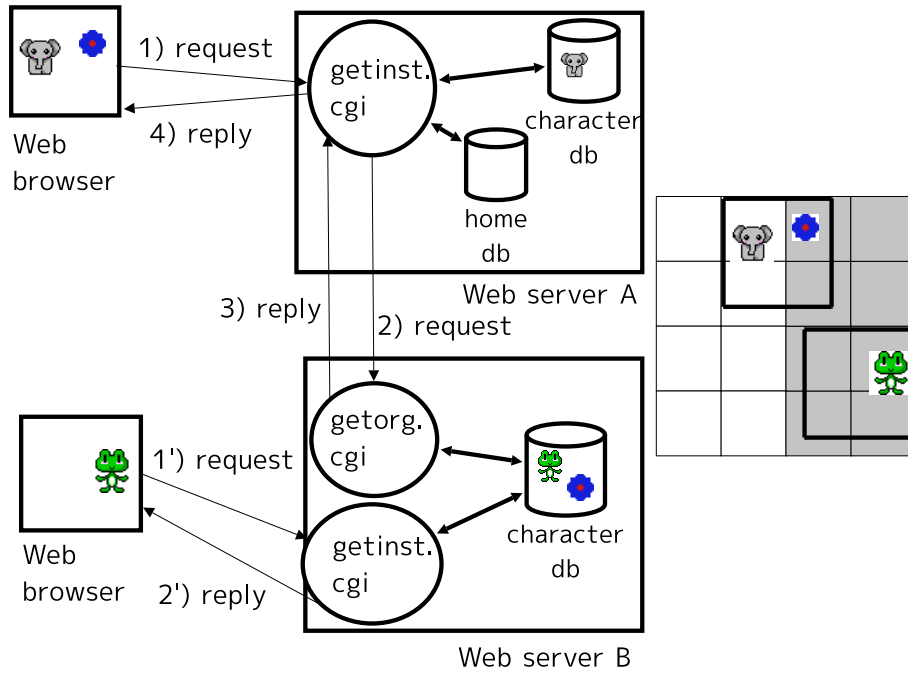 1) request
getinst.
cgi
4) reply
character
db
Web
browser
home
db
Web server A
3) reply
2) request
getorg.
cgi
1') request
getinst.
cgi
character
db
Web
browser
2') reply
Web server B